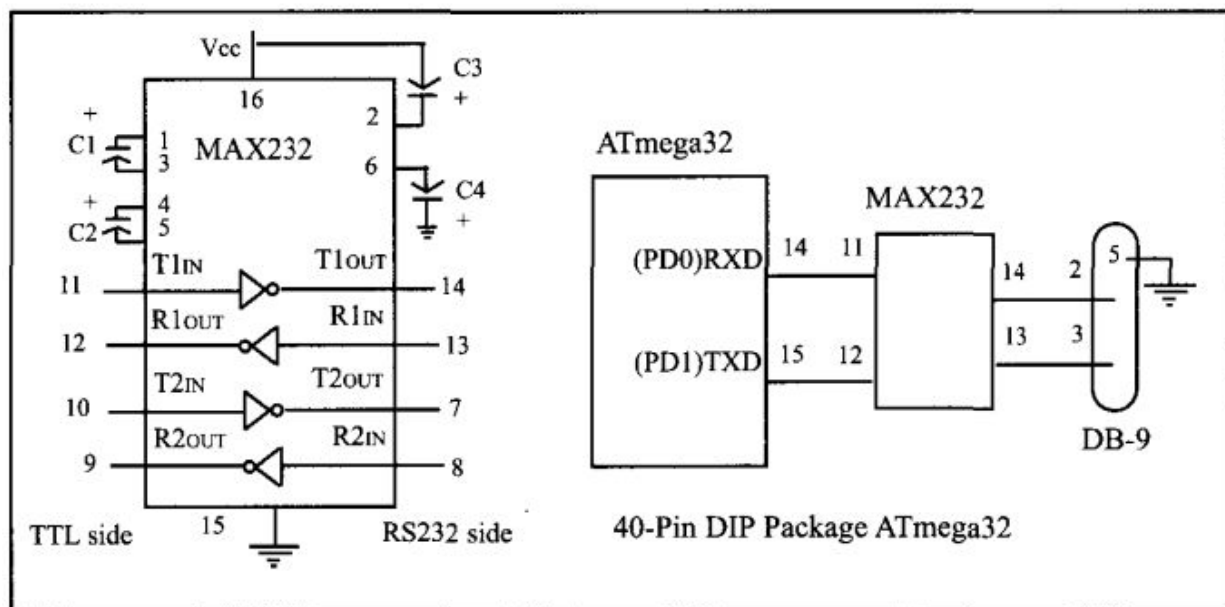 Vcc
C3
+
16
2
MAX232
+
C1
1
3
6
C4
+
+
C2
4
5
T1IN
T1OUT
11
14
R1OUT
R1IN
12
13
T2IN
T2OUT
10
7
R2OUT
R2IN
9
8
TTL side
15
RS232 side
ATmega32
MAX232
(PD0)RXD
14
11
14
2
5
13
3
(PD1)TXD
15
12
DB-9
40-Pin DIP Package ATmega32